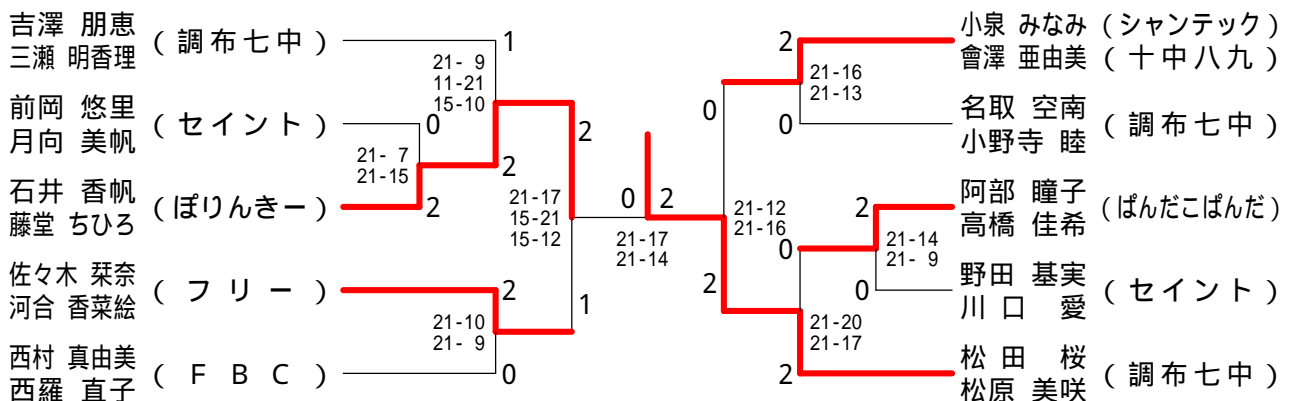 吉澤 朋恵
三瀬 明香理
(調布七中)
1
21- 9
11-21
15-10
前岡 悠里
月向 美帆
(セイント)
0
21- 7
21-15
2
石井 香帆
藤堂 ちひろ
(ぽりんきー)
2
2
21-17
15-21
15-12
佐々木 栞奈
河合 香菜絵
(フリー)
2
1
21-10
21- 9
西村 真由美
西羅 直子
(FBC)
0
0 2
21-17
21-14
小泉 みなみ (シャンテック)
會澤 亜由美 (十中八九)
2
21-16
21-13
0
名取 空南
小野寺 睦
(調布七中)
0
21-12
21-16
阿部 瞳子
高橋 佳希
(ぱんだこぱんだ)
2
21-14
21- 9
0
野田 基実
川口 愛
(セイント)
0
2
21-20
21-17
松田 桜
松原 美咲
(調布七中)
2